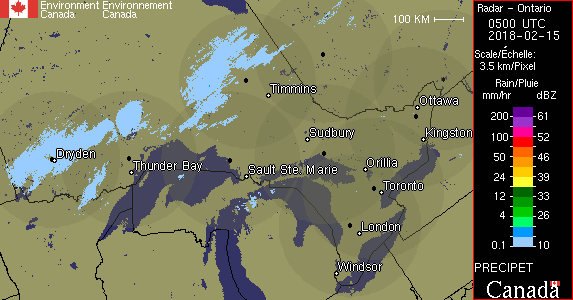 Environment Environnement
Canada Canada
100 KM
Timmins
Ottawa
Sudbury
Kingston
Dryden
Thunder Bay
Sault Ste. Marie
Orillia
Toronto
London
Windsor
Radar - Ontario
0500 UTC
2018-02-15
Scale/Échelle:
3.5 km/Pixel
Rain/Pluie
mm/hr dBZ
200 61
100 52
50 46
24 39
12 33
4 26
0.1 10
PRECIPET
Canada